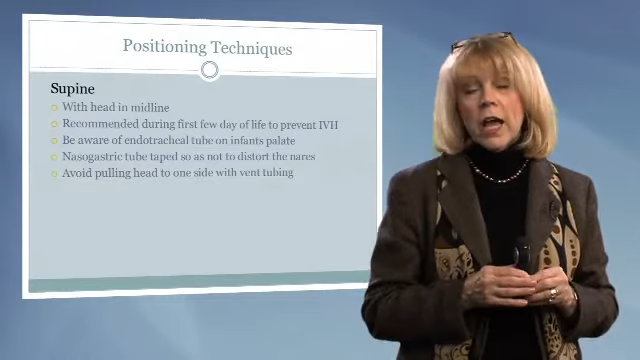 Positioning Techniques
Supine
With head in midline
Recommended during first few day of life to prevent IVH
Be aware of endotracheal tube on infants palate
Nasogastric tube taped so as not to distort the nares
Avoid pulling head to one side with vent tubing